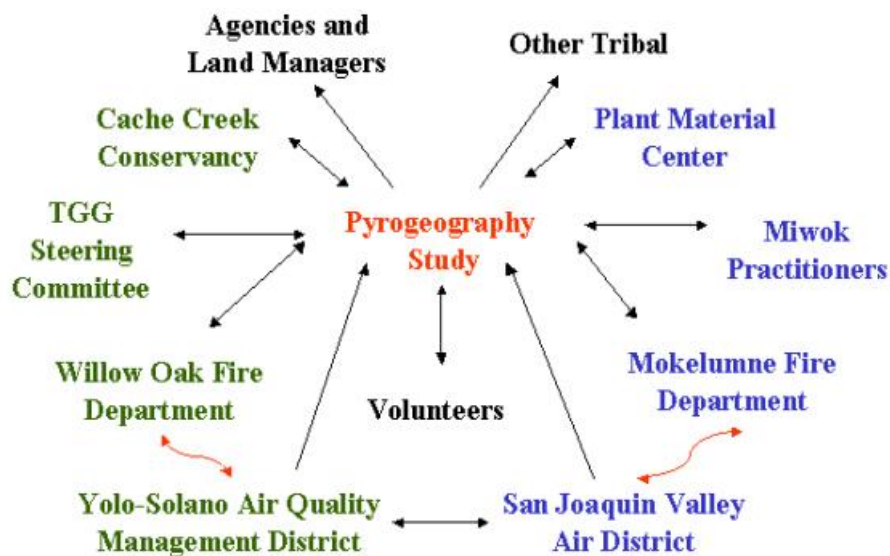 Agencies and
Land Managers
Other Tribal
Cache Creek
Conservancy
Plant Material
Center
TGG
Steering
Committee
Pyrogeography
Study
Miwok
Practitioners
Willow Oak Fire
Department
Volunteers
Mokelumne Fire
Department
Yolo-Solano Air Quality
Management District
San Joaquin Valley
Air District